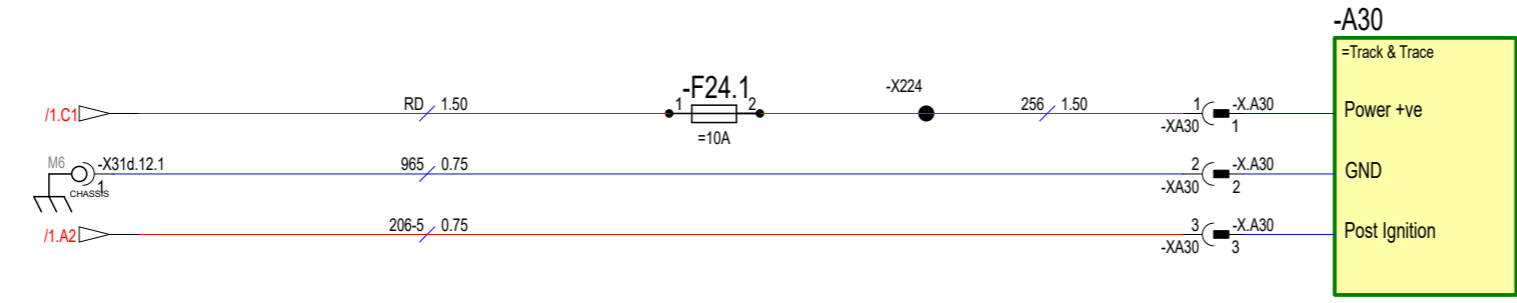 -A30
=Track & Trace
/1.C1
RD 1.50
-F24.1
1 2
=10A
-X224
256 1.50
1 -X.A30
-XA30 1
Power +ve
M6 -X31d.12.1
1
CHASSIS
965 0.75
2 -X.A30
-XA30 2
GND
/1.A2
206-5 0.75
3 -X.A30
-XA30 3
Post Ignition